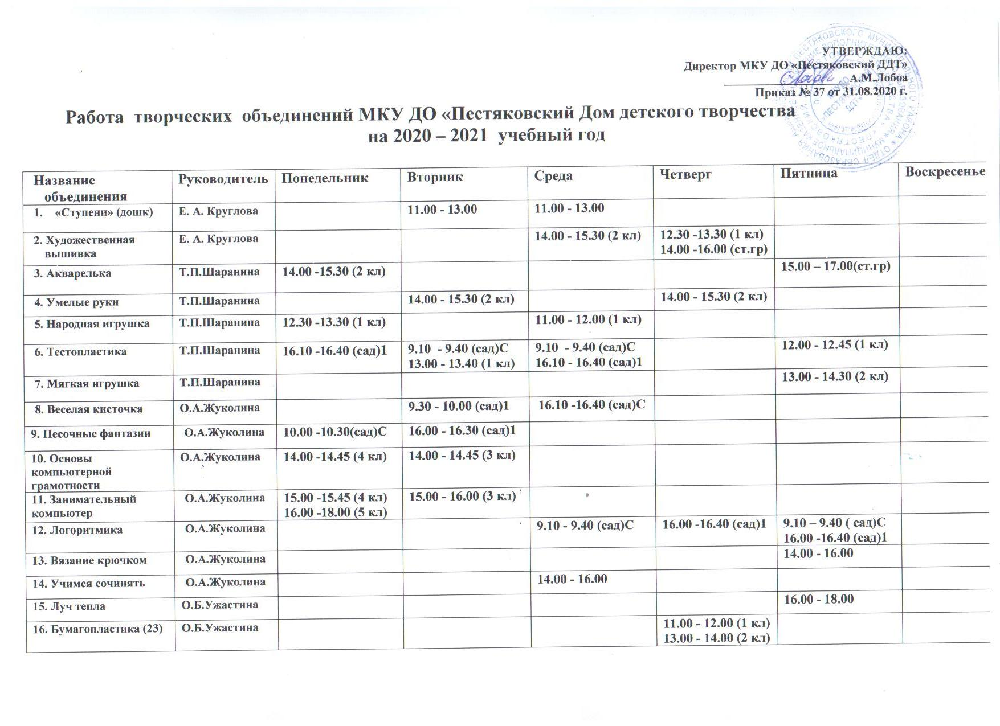 УТВЕРЖДАЮ:
Директор МКУ ДО «Пестяковский ДДТ»
____________________А.М.Лобоа
Приказ № 37 от 31.08.2020 г.
Работа творческих объединений МКУ ДО «Пестяковский Дом детского творчества
на 2020 – 2021 учебный год
Название объединения Руководитель Понедельник Вторник Среда Четверг Пятница Воскресенье
1. «Ступени» (дошк) Е. А. Круглова 11.00 - 13.00 11.00 - 13.00
2. Художественная вышивка Е. А. Круглова 14.00 - 15.30 (2 кл) 12.30 -13.30 (1 кл) 14.00 -16.00 (ст.гр)
3. Акварелька Т.П.Шаранина 14.00 -15.30 (2 кл) 15.00 – 17.00(ст.гр)
4. Умелые руки Т.П.Шаранина 14.00 - 15.30 (2 кл) 14.00 - 15.30 (2 кл)
5. Народная игрушка Т.П.Шаранина 12.30 -13.30 (1 кл) 11.00 - 12.00 (1 кл)
6. Тестопластика Т.П.Шаранина 16.10 -16.40 (сад)1 9.10 - 9.40 (сад)С 13.00 - 13.40 (1 кл) 9.10 - 9.40 (сад)С 16.10 - 16.40 (сад)1 12.00 - 12.45 (1 кл)
7. Мягкая игрушка Т.П.Шаранина 13.00 - 14.30 (2 кл)
8. Веселая кисточка О.А.Жуколина 9.30 - 10.00 (сад)1 16.10 -16.40 (сад)С
9. Песочные фантазии О.А.Жуколина 10.00 -10.30(сад)С 16.00 - 16.30 (сад)1
10. Основы компьютерной грамотности О.А.Жуколина 14.00 -14.45 (4 кл) 14.00 - 14.45 (3 кл)
11. Занимательный компьютер О.А.Жуколина 15.00 -15.45 (4 кл) 16.00 -18.00 (5 кл) 15.00 - 16.00 (3 кл)
12. Логоритмика О.А.Жуколина 9.10 - 9.40 (сад)С 16.00 -16.40 (сад)1 9.10 – 9.40 ( сад)С 16.00 -16.40 (сад)1
13. Вязание крючком О.А.Жуколина 14.00 - 16.00
14. Учимся сочинять О.А.Жуколина 14.00 - 16.00
15. Луч тепла О.Б.Ужастина 16.00 - 18.00
16. Бумагопластика (23) О.Б.Ужастина 11.00 - 12.00 (1 кл) 13.00 - 14.00 (2 кл)